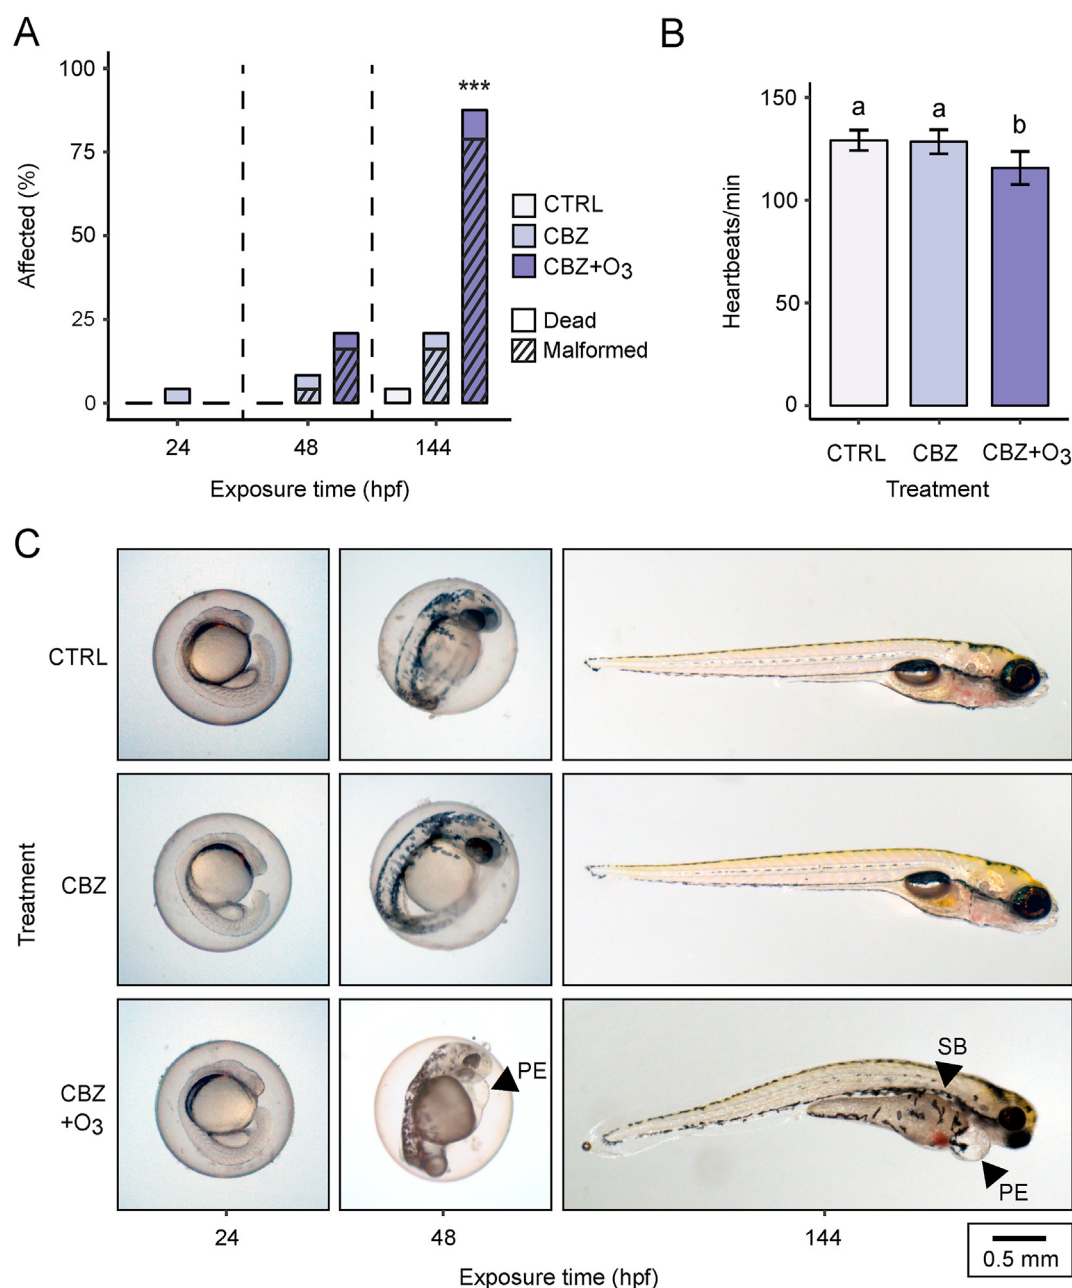 A
100
75
50
25
0
Affected (%)
***
24
48
144
Exposure time (hpf)
CTRL
CBZ
CBZ+O3
Dead
Malformed
B
150
100
50
0
Heartbeats/min
a
a
b
CTRL
CBZ
CBZ+O3
Treatment
C
Treatment
CTRL
CBZ
CBZ
+O3
PE
SB
PE
24
48
144
Exposure time (hpf)
0.5 mm